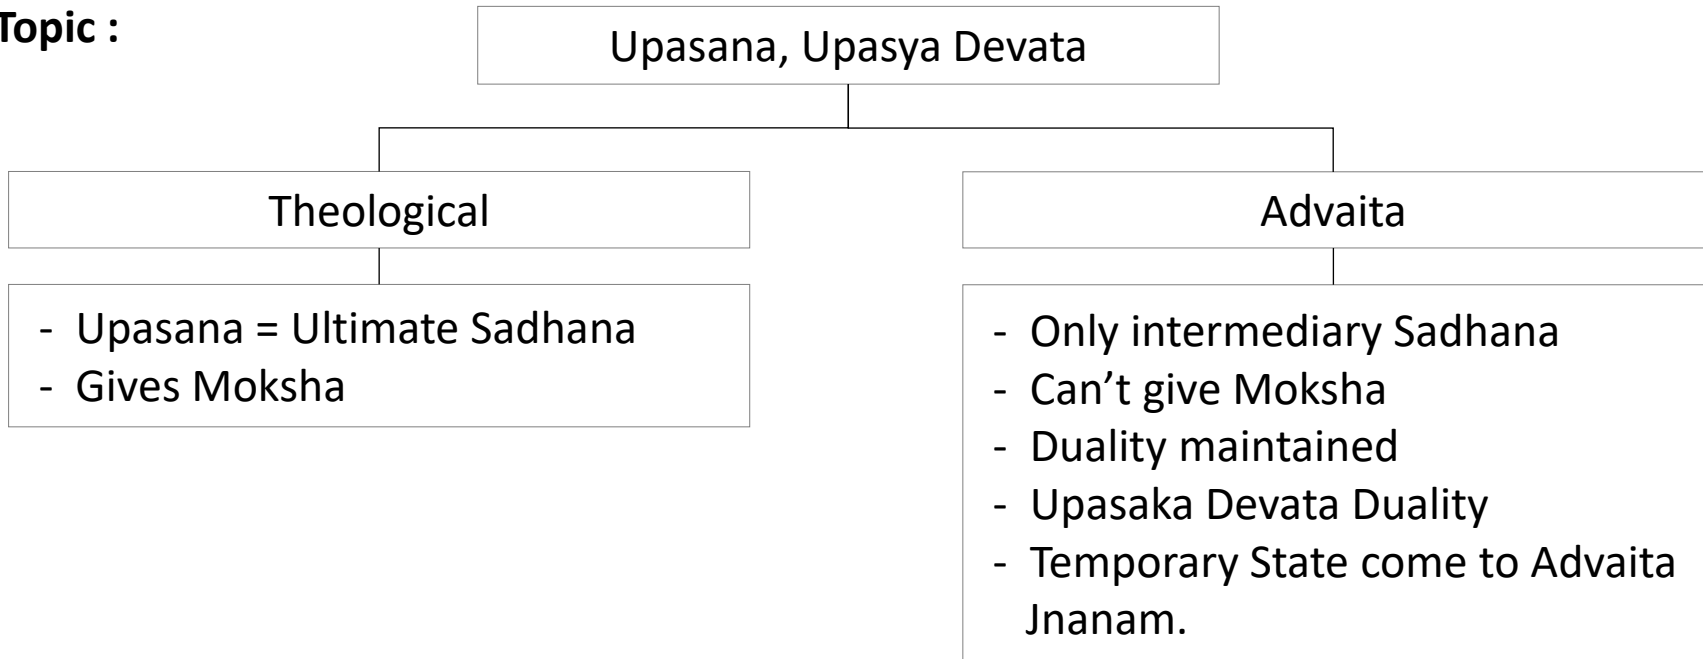 Topic :
Upasana, Upasya Devata
Theological
Advaita
- Upasana = Ultimate Sadhana
- Gives Moksha
- Only intermediary Sadhana
- Can’t give Moksha
- Duality maintained
- Upasaka Devata Duality
- Temporary State come to Advaita
Jnanam.